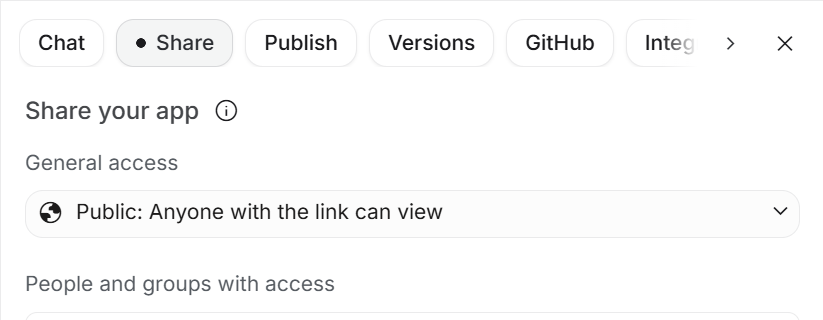 Chat Share Publish Versions GitHub Integ
Share your app
General access
Public: Anyone with the link can view
People and groups with access